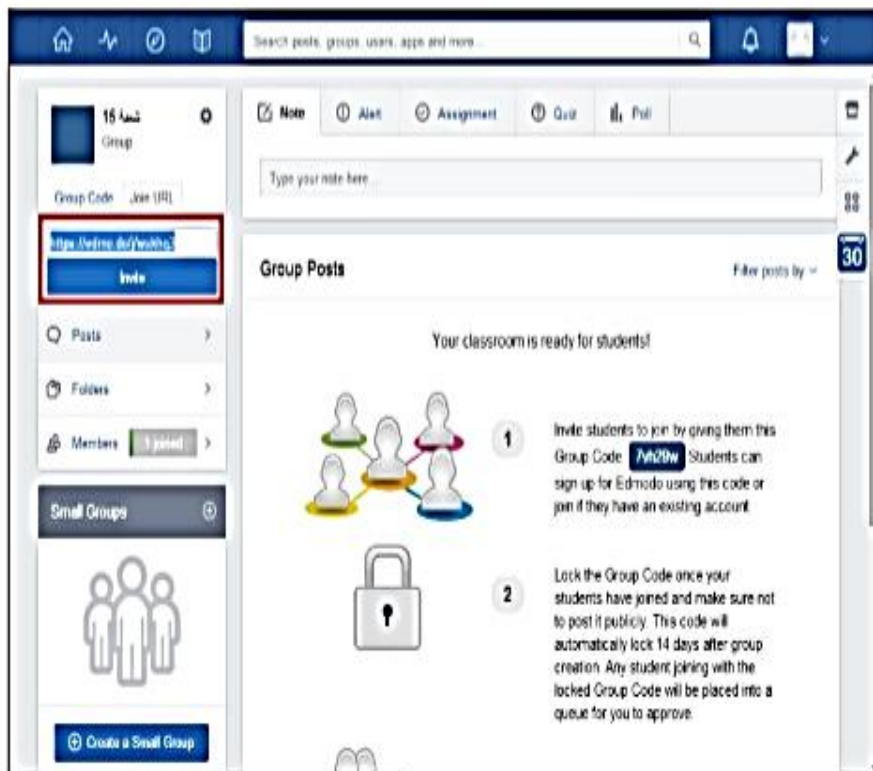 Search posts, groups, users, apps and more...
شعبة 15
Group
Group Code Join URL
Invite
Posts
Folders
Members 1 joined
Small Groups
Create a Small Group
Note Alert Assignment Quiz Poll
Type your note here...
30
Group Posts
Filter posts by
Your classroom is ready for students!
1
Invite students to join by giving them this
Group Code 7vh29w Students can
sign up for Edmodo using this code or
join if they have an existing account
2
Lock the Group Code once your
students have joined and make sure not
to post it publicly. This code will
automatically lock 14 days after group
creation. Any student joining with the
locked Group Code will be placed into a
queue for you to approve.